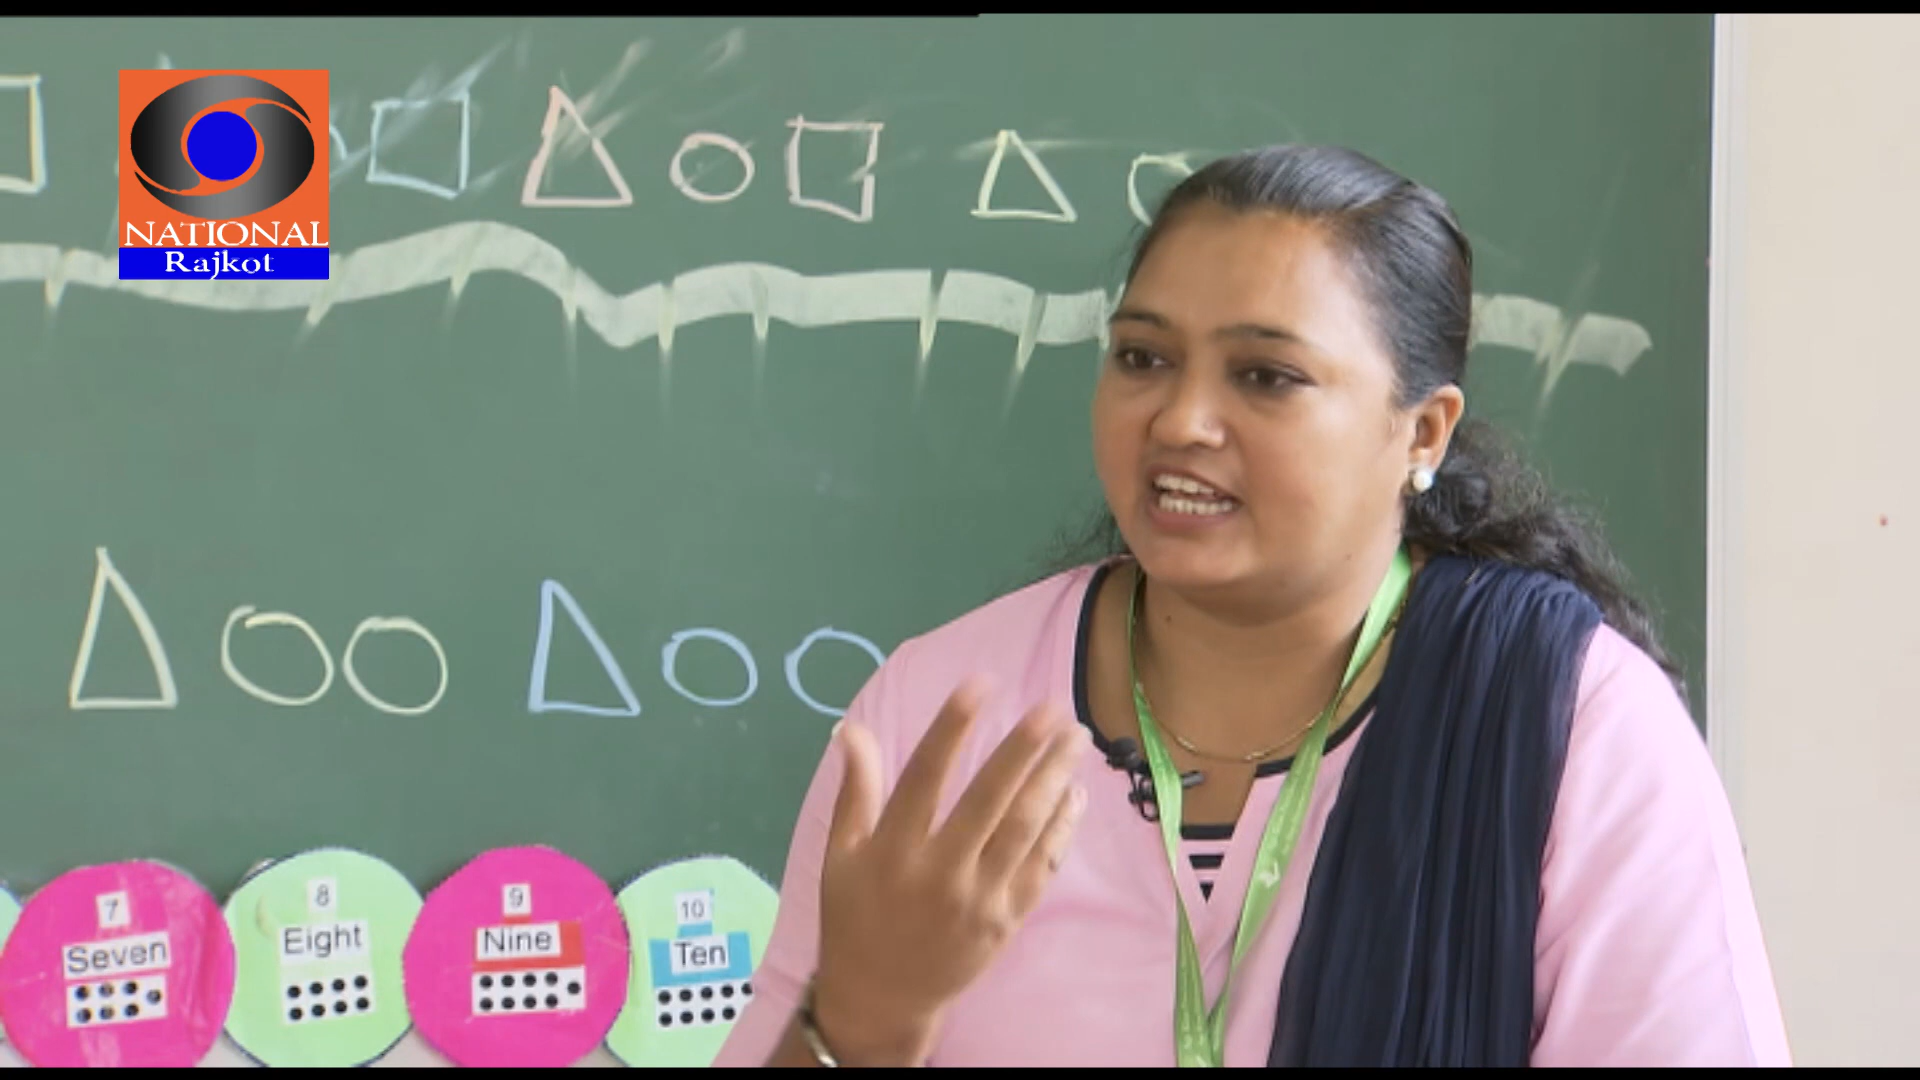 NATIONAL
Rajkot
7
Seven
8
Eight
9
Nine
10
Ten